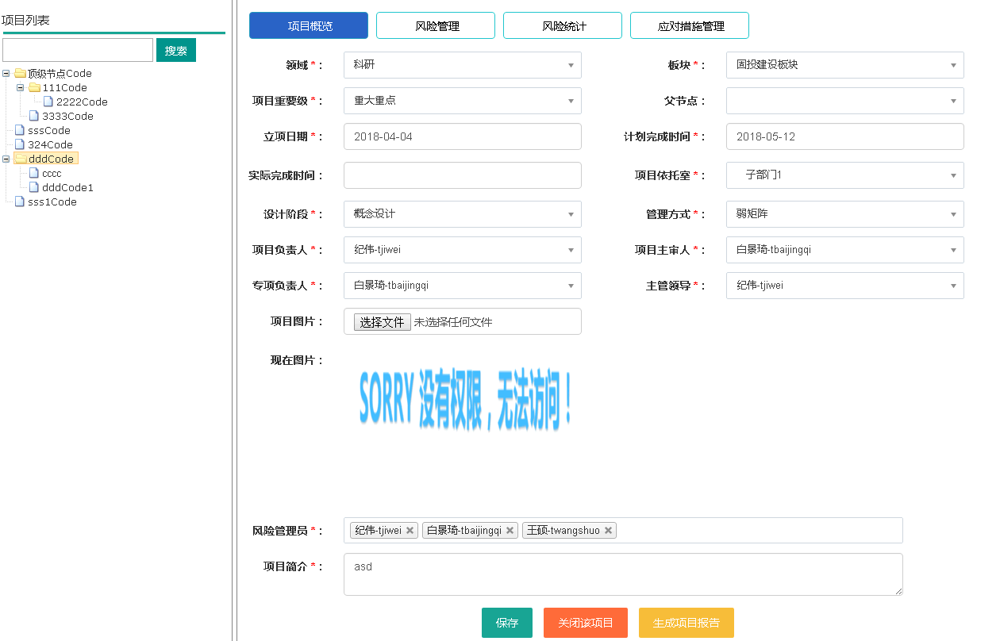 项目列表
搜索
顶级节点Code
111Code
2222Code
3333Code
sssCode
324Code
dddCode
cccc
dddCode1
sss1Code
项目概览 风险管理 风险统计 应对措施管理
领域*： 科研 板块*： 固投建设板块
项目重要级*： 重大重点 父节点：
立项日期*： 2018-04-04 计划完成时间*： 2018-05-12
实际完成时间： 项目依托室*： 子部门1
设计阶段*： 概念设计 管理方式*： 弱矩阵
项目负责人*： 纪伟-tjiwei 项目主审人*： 白景琦-tbaijingqi
专项负责人*： 白景琦-tbaijingqi 主管领导*： 纪伟-tjiwei
项目图片： 选择文件 未选择任何文件
现在图片：
SORRY 没有权限，无法访问！
风险管理员*： 纪伟-tjiwei × 白景琦-tbaijingqi × 王硕-twangshuo ×
项目简介*： asd
保存 关闭该项目 生成项目报告